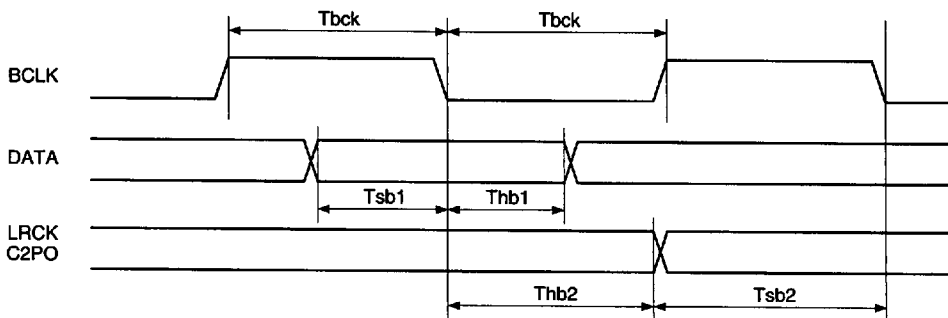 Tbck Tbck
BCLK
DATA
Tsb1 Thb1
LRCK
C2PO
Thb2 Tsb2